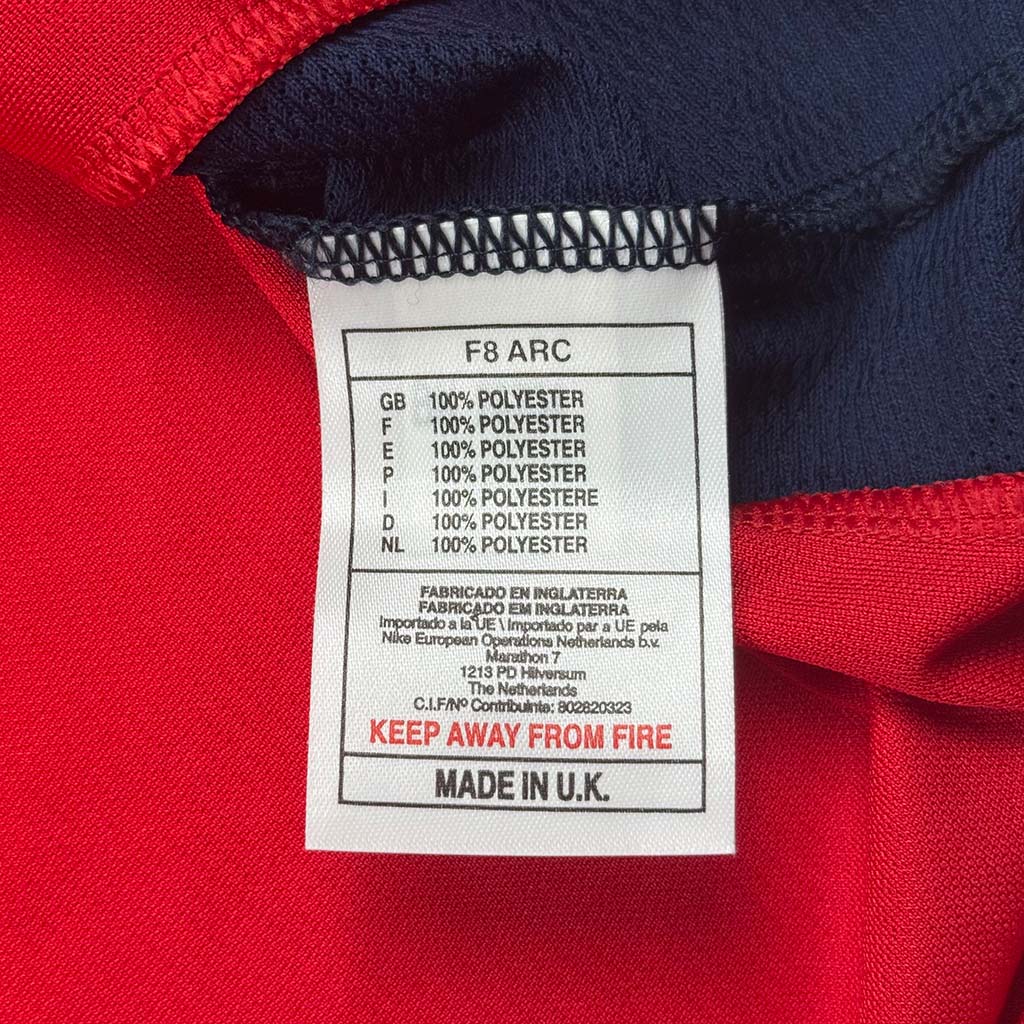 F8 ARC
GB 100% POLYESTER
F 100% POLYESTER
E 100% POLYESTER
P 100% POLYESTER
I 100% POLYESTERE
D 100% POLYESTER
NL 100% POLYESTER
FABRICADO EN INGLATERRA
FABRICADO EM INGLATERRA
Importado a la UE \ Importado par a UE pela
Nike European Operations Netherlands b.v.
Marathon 7
1213 PD Hilversum
The Netherlands
C.I.F/Nº Contribuinte: 802620323
KEEP AWAY FROM FIRE
MADE IN U.K.